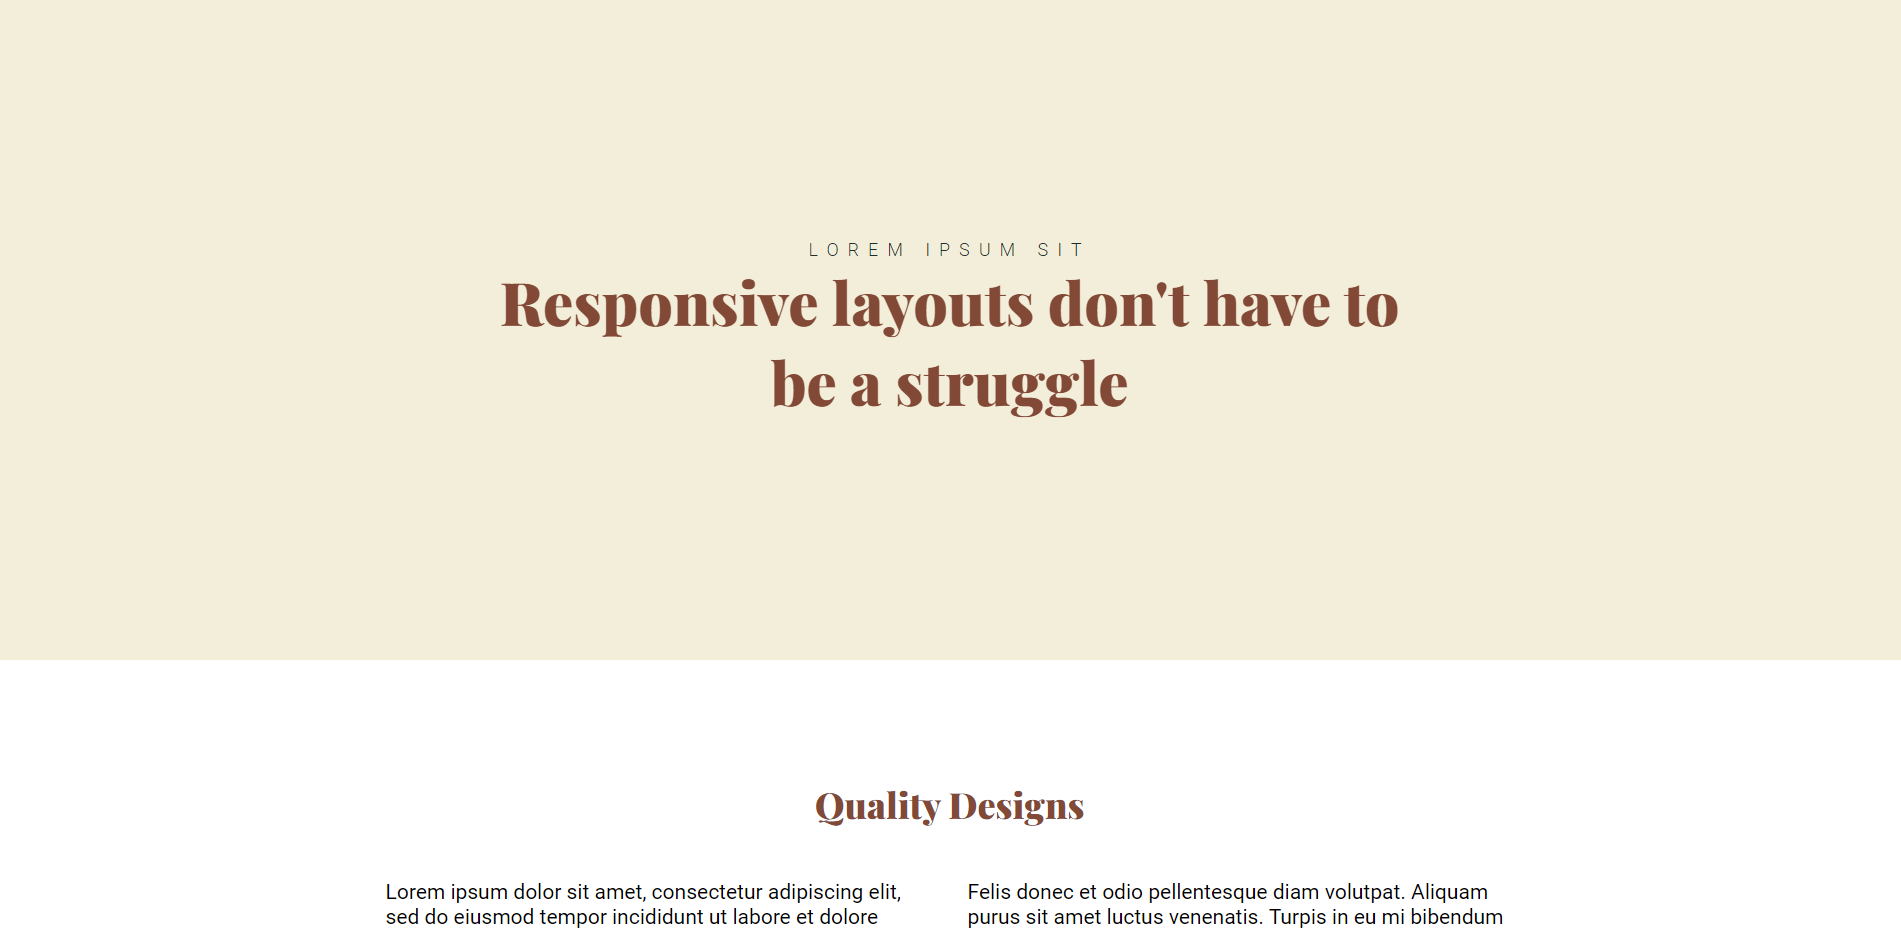 LOREM IPSUM SIT
Responsive layouts don't have to
be a struggle
Quality Designs
Lorem ipsum dolor sit amet, consectetur adipiscing elit,
sed do eiusmod tempor incididunt ut labore et dolore
Felis donec et odio pellentesque diam volutpat. Aliquam
purus sit amet luctus venenatis. Turpis in eu mi bibendum